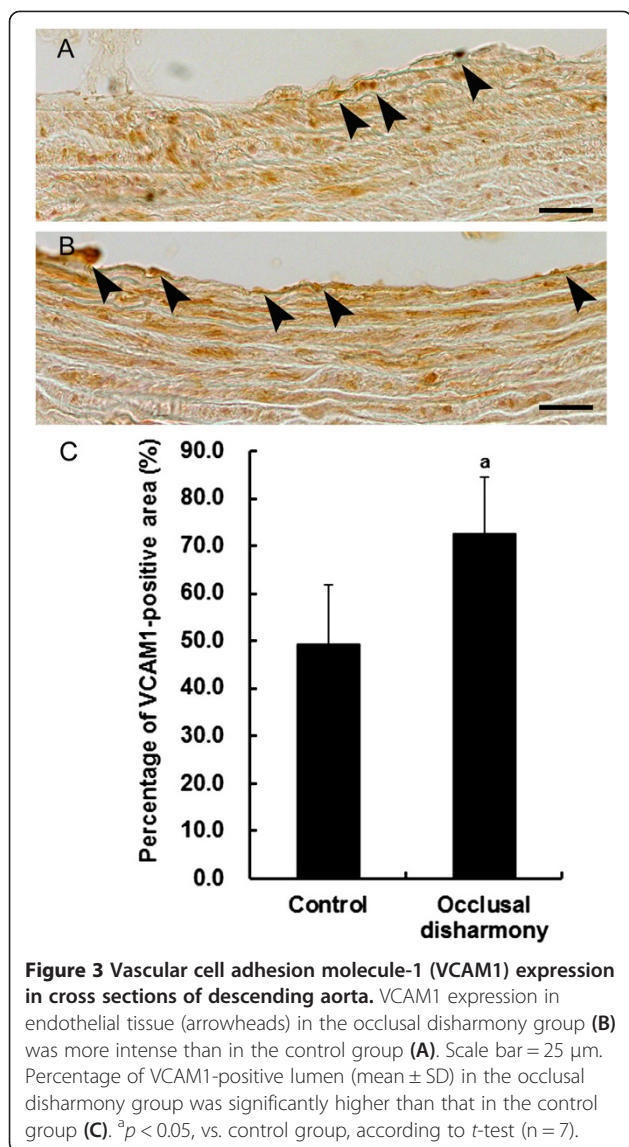 A
B
C
Percentage of VCAM1-positive area (%)
90.0
80.0
70.0
60.0
50.0
40.0
30.0
20.0
10.0
0.0
a
Control
Occlusal
disharmony
Figure 3 Vascular cell adhesion molecule-1 (VCAM1) expression
in cross sections of descending aorta. VCAM1 expression in
endothelial tissue (arrowheads) in the occlusal disharmony group (B)
was more intense than in the control group (A). Scale bar = 25 μm.
Percentage of VCAM1-positive lumen (mean ± SD) in the occlusal
disharmony group was significantly higher than that in the control
group (C). ᵃp < 0.05, vs. control group, according to t-test (n = 7).